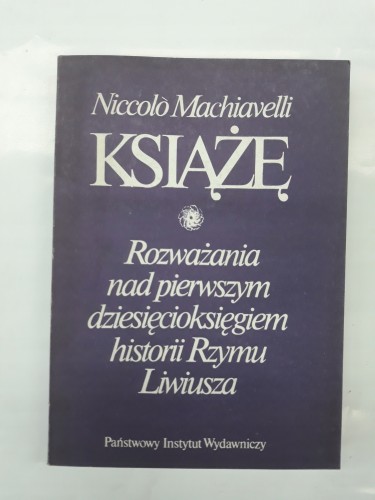 Niccolò Machiavelli
KSIĄŻĘ
Rozważania
nad pierwszym
dziesięcioksięgiem
historii Rzymu
Liwiusza
Państwowy Instytut Wydawniczy